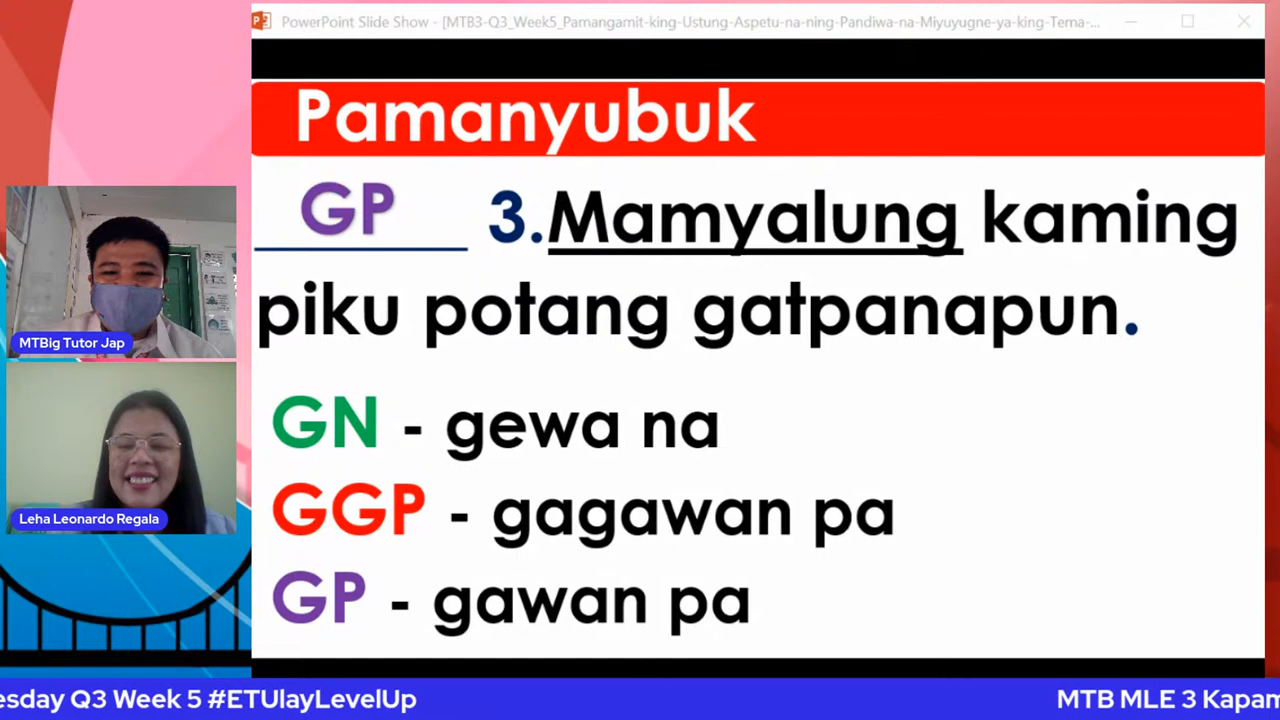 PowerPoint Slide Show - [MTB3-Q3_Week5_Pamangamit-king-Ustung-Aspetu-na-ning-Pandiwa-na-Miyuyugne-ya-king-Tema-...
Pamanyubuk
GP 3.Mamyalung kaming
piku potang gatpanapun.
GN - gewa na
GGP - gagawan pa
GP - gawan pa
MTBig Tutor Jap
Leha Leonardo Regala
esday Q3 Week 5 #ETUlayLevelUp
MTB MLE 3 Kapam